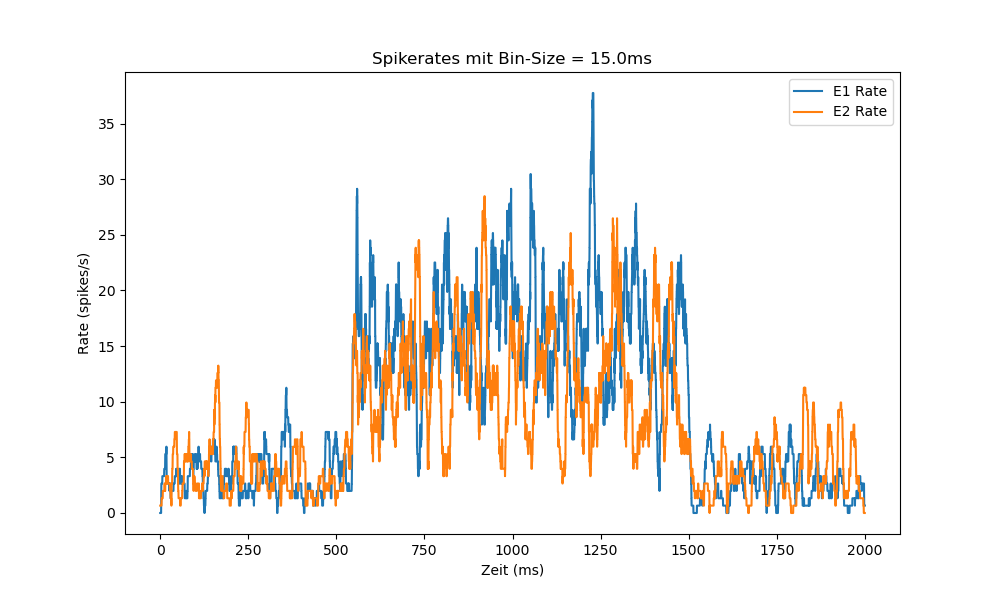 Spikerates mit Bin-Size = 15.0ms
E1 Rate
E2 Rate
Rate (spikes/s)
35
30
25
20
15
10
5
0
0 250 500 750 1000 1250 1500 1750 2000
Zeit (ms)